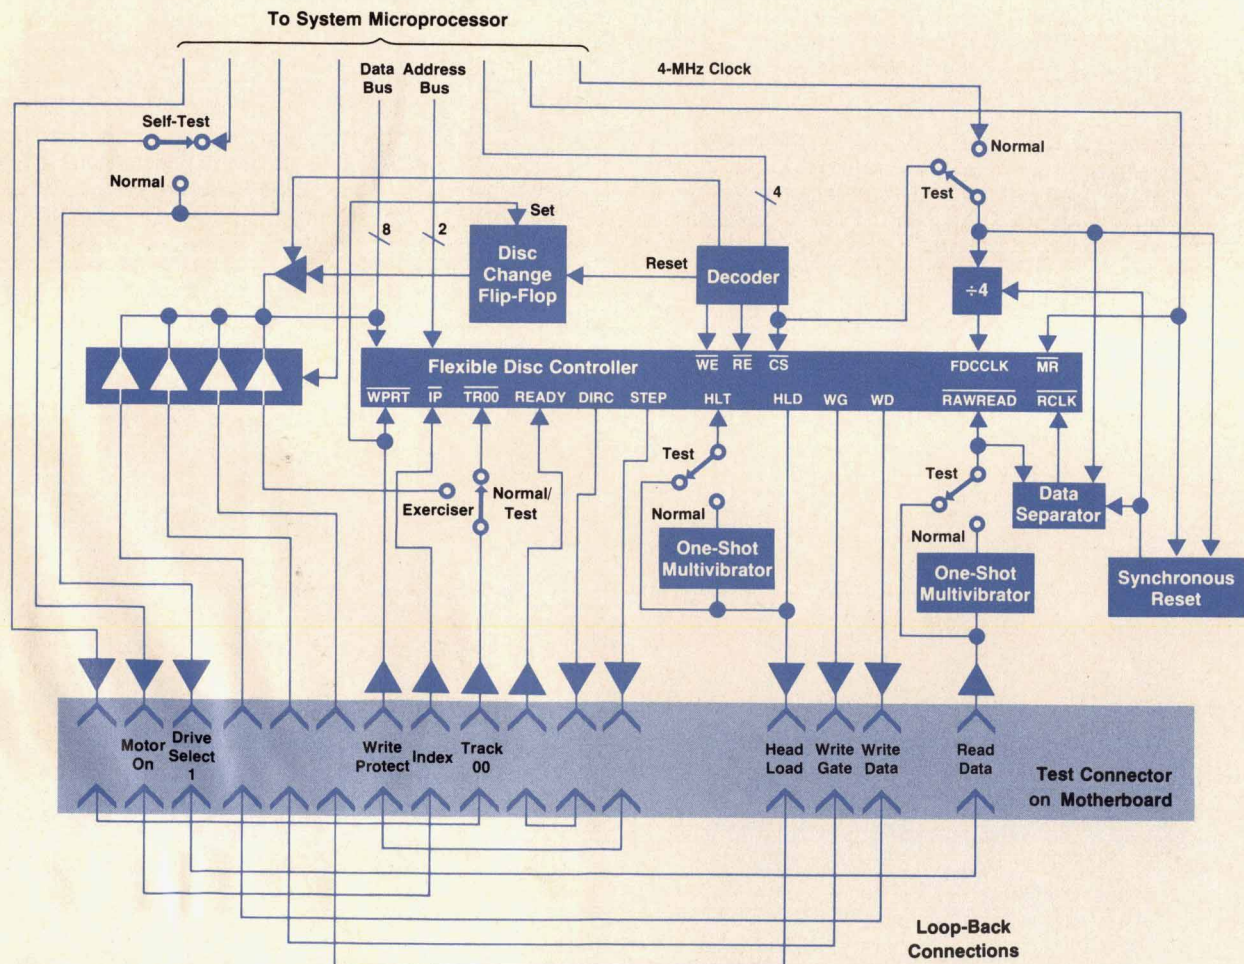 To System Microprocessor
Data
Bus
Address
Bus
4-MHz Clock
Self-Test
Normal
Normal
Test
4
Set
8
2
Disc
Change
Flip-Flop
Reset
Decoder
÷4
Flexible Disc Controller
WE
RE
CS
FDCCLK
MR
WPRT
IP
TR00
READY
DIRC
STEP
HLT
HLD
WG
WD
RAWREAD
RCLK
Exerciser
Normal/
Test
Test
Normal
One-Shot
Multivibrator
Test
Normal
One-Shot
Multivibrator
Data
Separator
Synchronous
Reset
Motor
On
Drive
Select
1
Write
Protect
Index
Track
00
Head
Load
Write
Gate
Write
Data
Read
Data
Test Connector
on Motherboard
Loop-Back
Connections